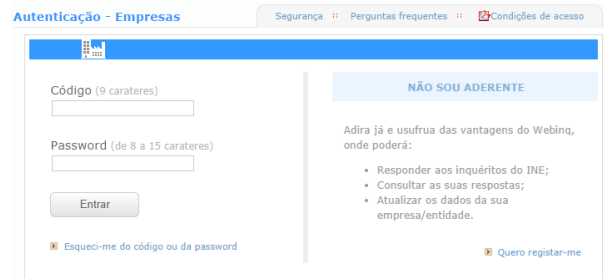 Autenticação - Empresas
Segurança
Perguntas frequentes
Condições de acesso
Código (9 carateres)
Password (de 8 a 15 carateres)
Entrar
Esqueci-me do código ou da password
NÃO SOU ADERENTE
Adira já e usufrua das vantagens do Webinq,
onde poderá:
• Responder aos inquéritos do INE;
• Consultar as suas respostas;
• Atualizar os dados da sua
empresa/entidade.
Quero registar-me